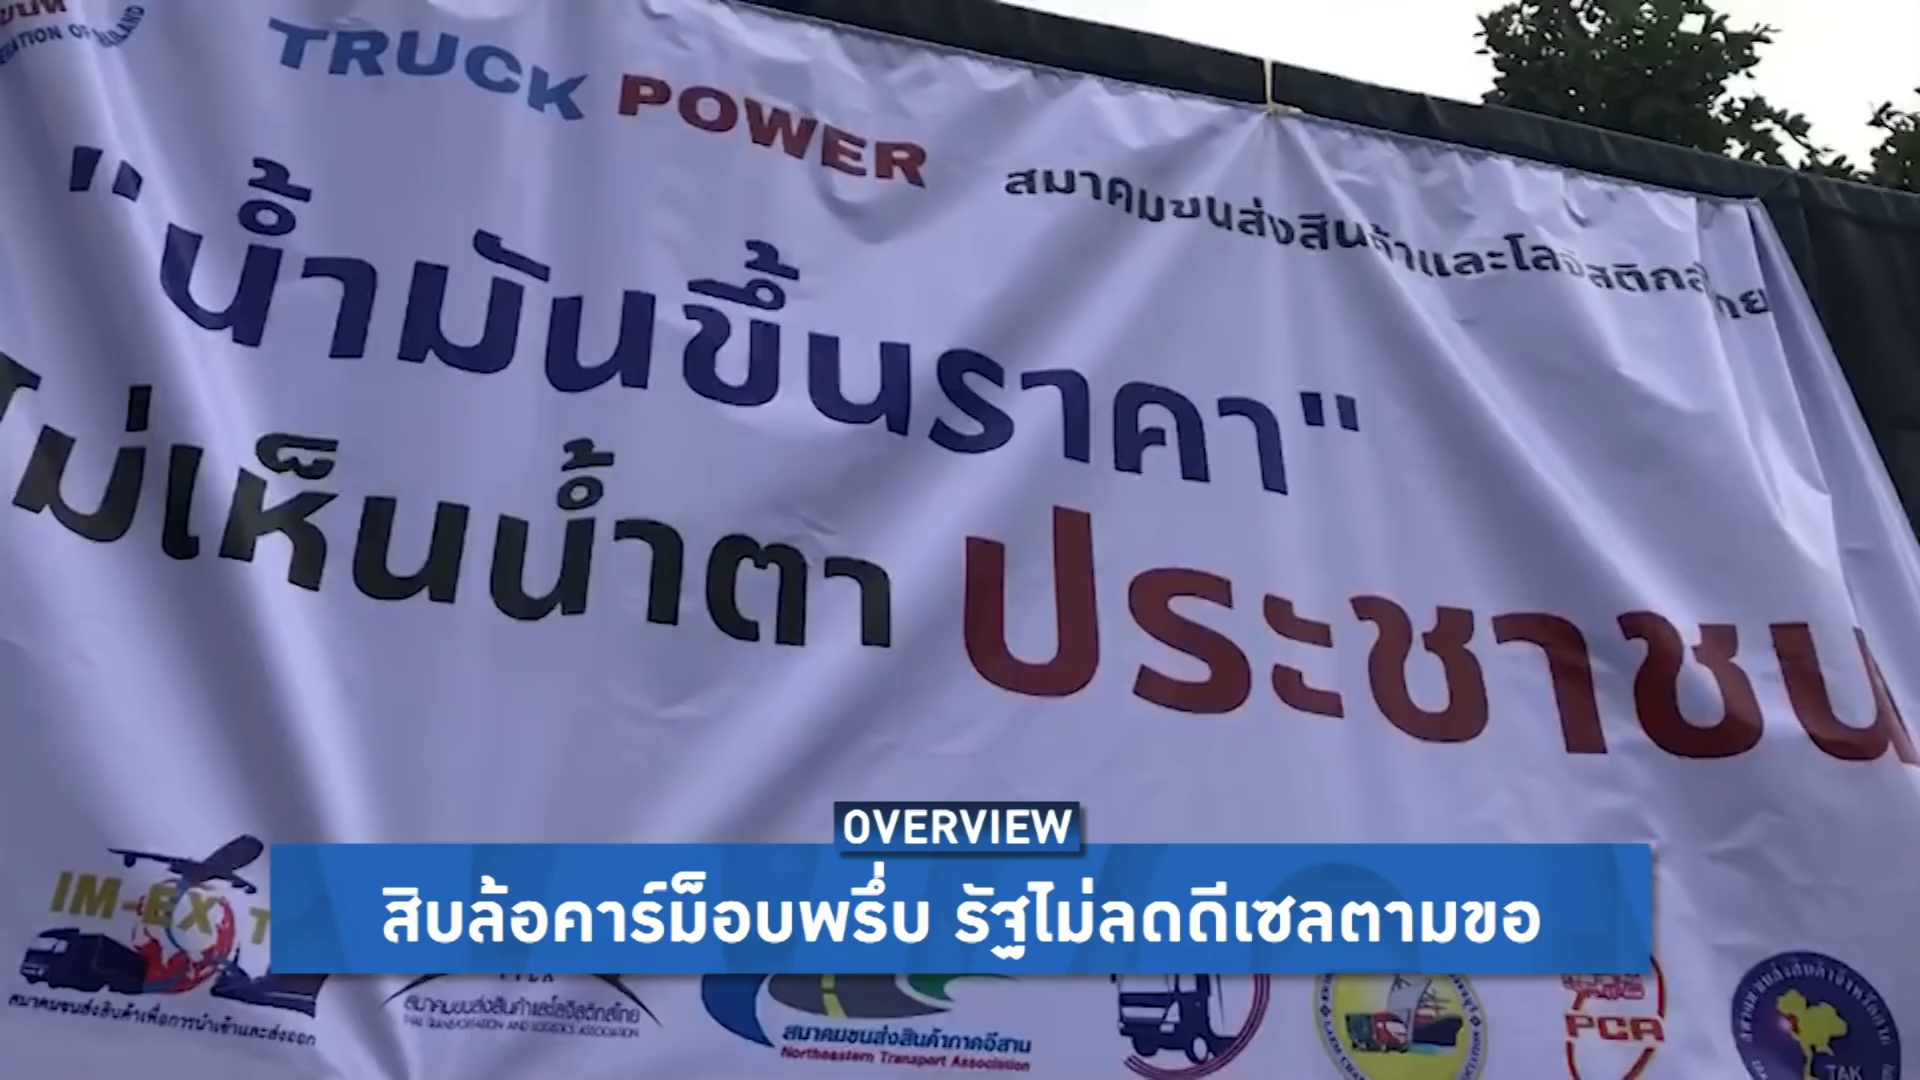 TRUCK POWER
สมาคมขนส่งสินค้าและโลจิสติกส์ไทย
"น้ำมันขึ้นราคา"
ไม่เห็นน้ำตา ประชาชน
OVERVIEW
สิบล้อคาร์ม็อบพรึ่บ รัฐไม่ลดดีเซลตามขอ
IM-EX T
สมาคมขนส่งสินค้าเพื่อการนำเข้าและส่งออก
สมาคมขนส่งสินค้าและโลจิสติกส์ไทย
THAI TRANSPORTATION AND LOGISTICS ASSOCIATION
สมาคมขนส่งสินค้าภาคอีสาน
Northeastern Transport Association
PCA
TAK